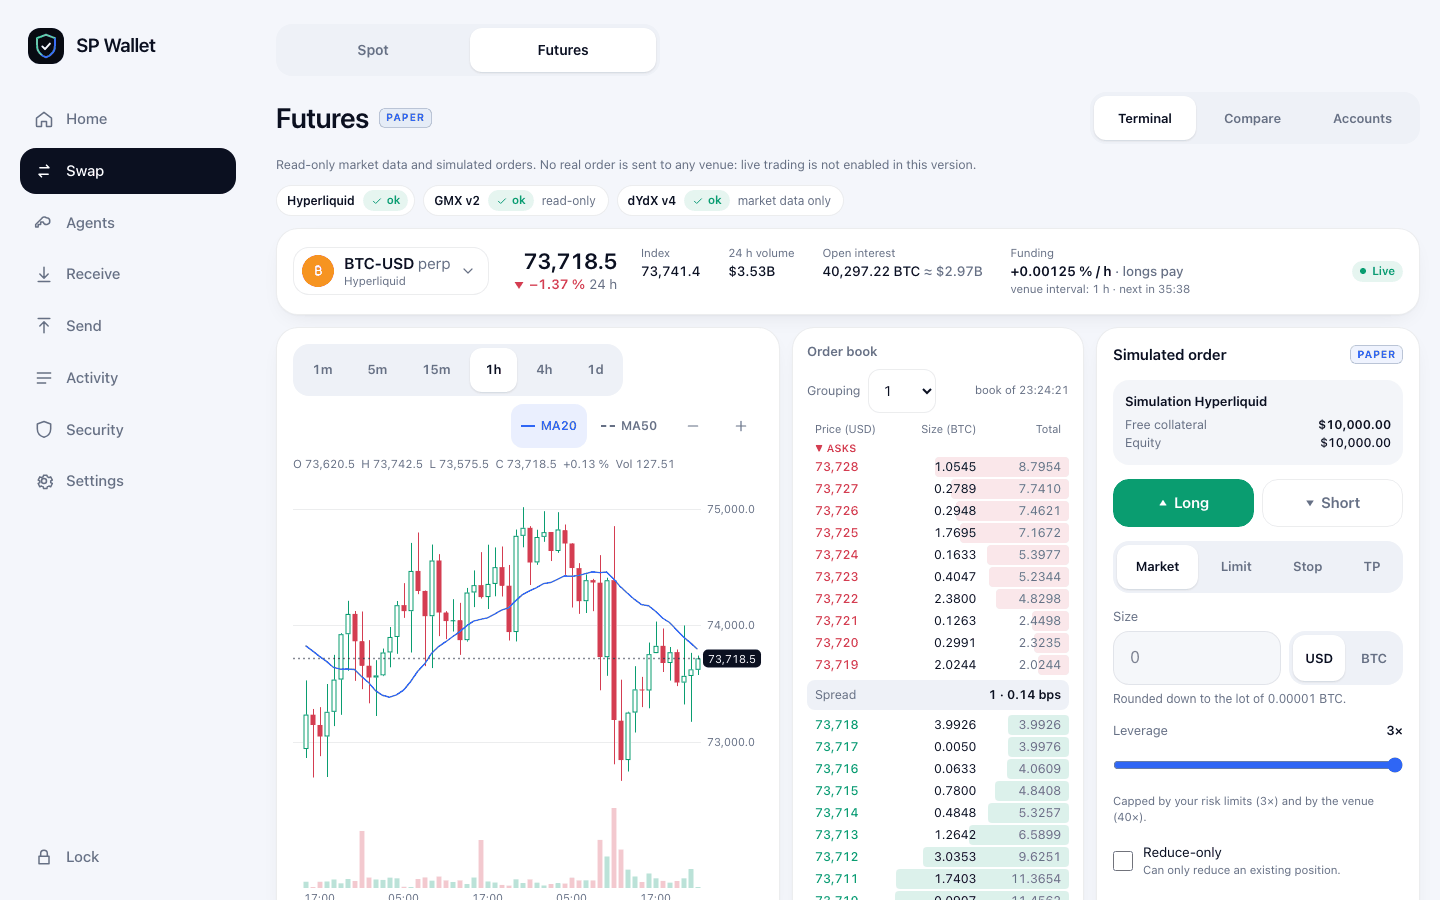 SP Wallet
Home
Swap
Agents
Receive
Send
Activity
Security
Settings
Lock
Spot
Futures
Futures PAPER
Terminal
Compare
Accounts
Read-only market data and simulated orders. No real order is sent to any venue: live trading is not enabled in this version.
Hyperliquid ok
GMX v2 ok read-only
dYdX v4 ok market data only
BTC-USD perp
Hyperliquid
73,718.5
▼ −1.37 % 24 h
Index
73,741.4
24 h volume
$3.53B
Open interest
40,297.22 BTC ≈ $2.97B
Funding
+0.00125 % / h · longs pay
venue interval: 1 h · next in 35:38
Live
1m 5m 15m 1h 4h 1d
MA20 MA50 − +
O 73,620.5 H 73,742.5 L 73,575.5 C 73,718.5 +0.13 % Vol 127.51
75,000.0
74,000.0
73,718.5
73,000.0
17:00 05:00 17:00 05:00 17:00
Order book
Grouping 1 book of 23:24:21
Price (USD) Size (BTC) Total
▼ ASKS
73,728 1.0545 8.7954
73,727 0.2789 7.7410
73,726 0.2948 7.4621
73,725 1.7695 7.1672
73,724 0.1633 5.3977
73,723 0.4047 5.2344
73,722 2.3800 4.8298
73,721 0.1263 2.4498
73,720 0.2991 2.3235
73,719 2.0244 2.0244
Spread 1 · 0.14 bps
73,718 3.9926 3.9926
73,717 0.0050 3.9976
73,716 0.0633 4.0609
73,715 0.7800 4.8408
73,714 0.4848 5.3257
73,713 1.2642 6.5899
73,712 3.0353 9.6251
73,711 1.7403 11.3654
73,710 0.0907 11.4562
Simulated order PAPER
Simulation Hyperliquid
Free collateral $10,000.00
Equity $10,000.00
▲ Long
▼ Short
Market Limit Stop TP
Size
0
USD BTC
Rounded down to the lot of 0.00001 BTC.
Leverage 3×
Capped by your risk limits (3×) and by the venue
(40×).
Reduce-only
Can only reduce an existing position.